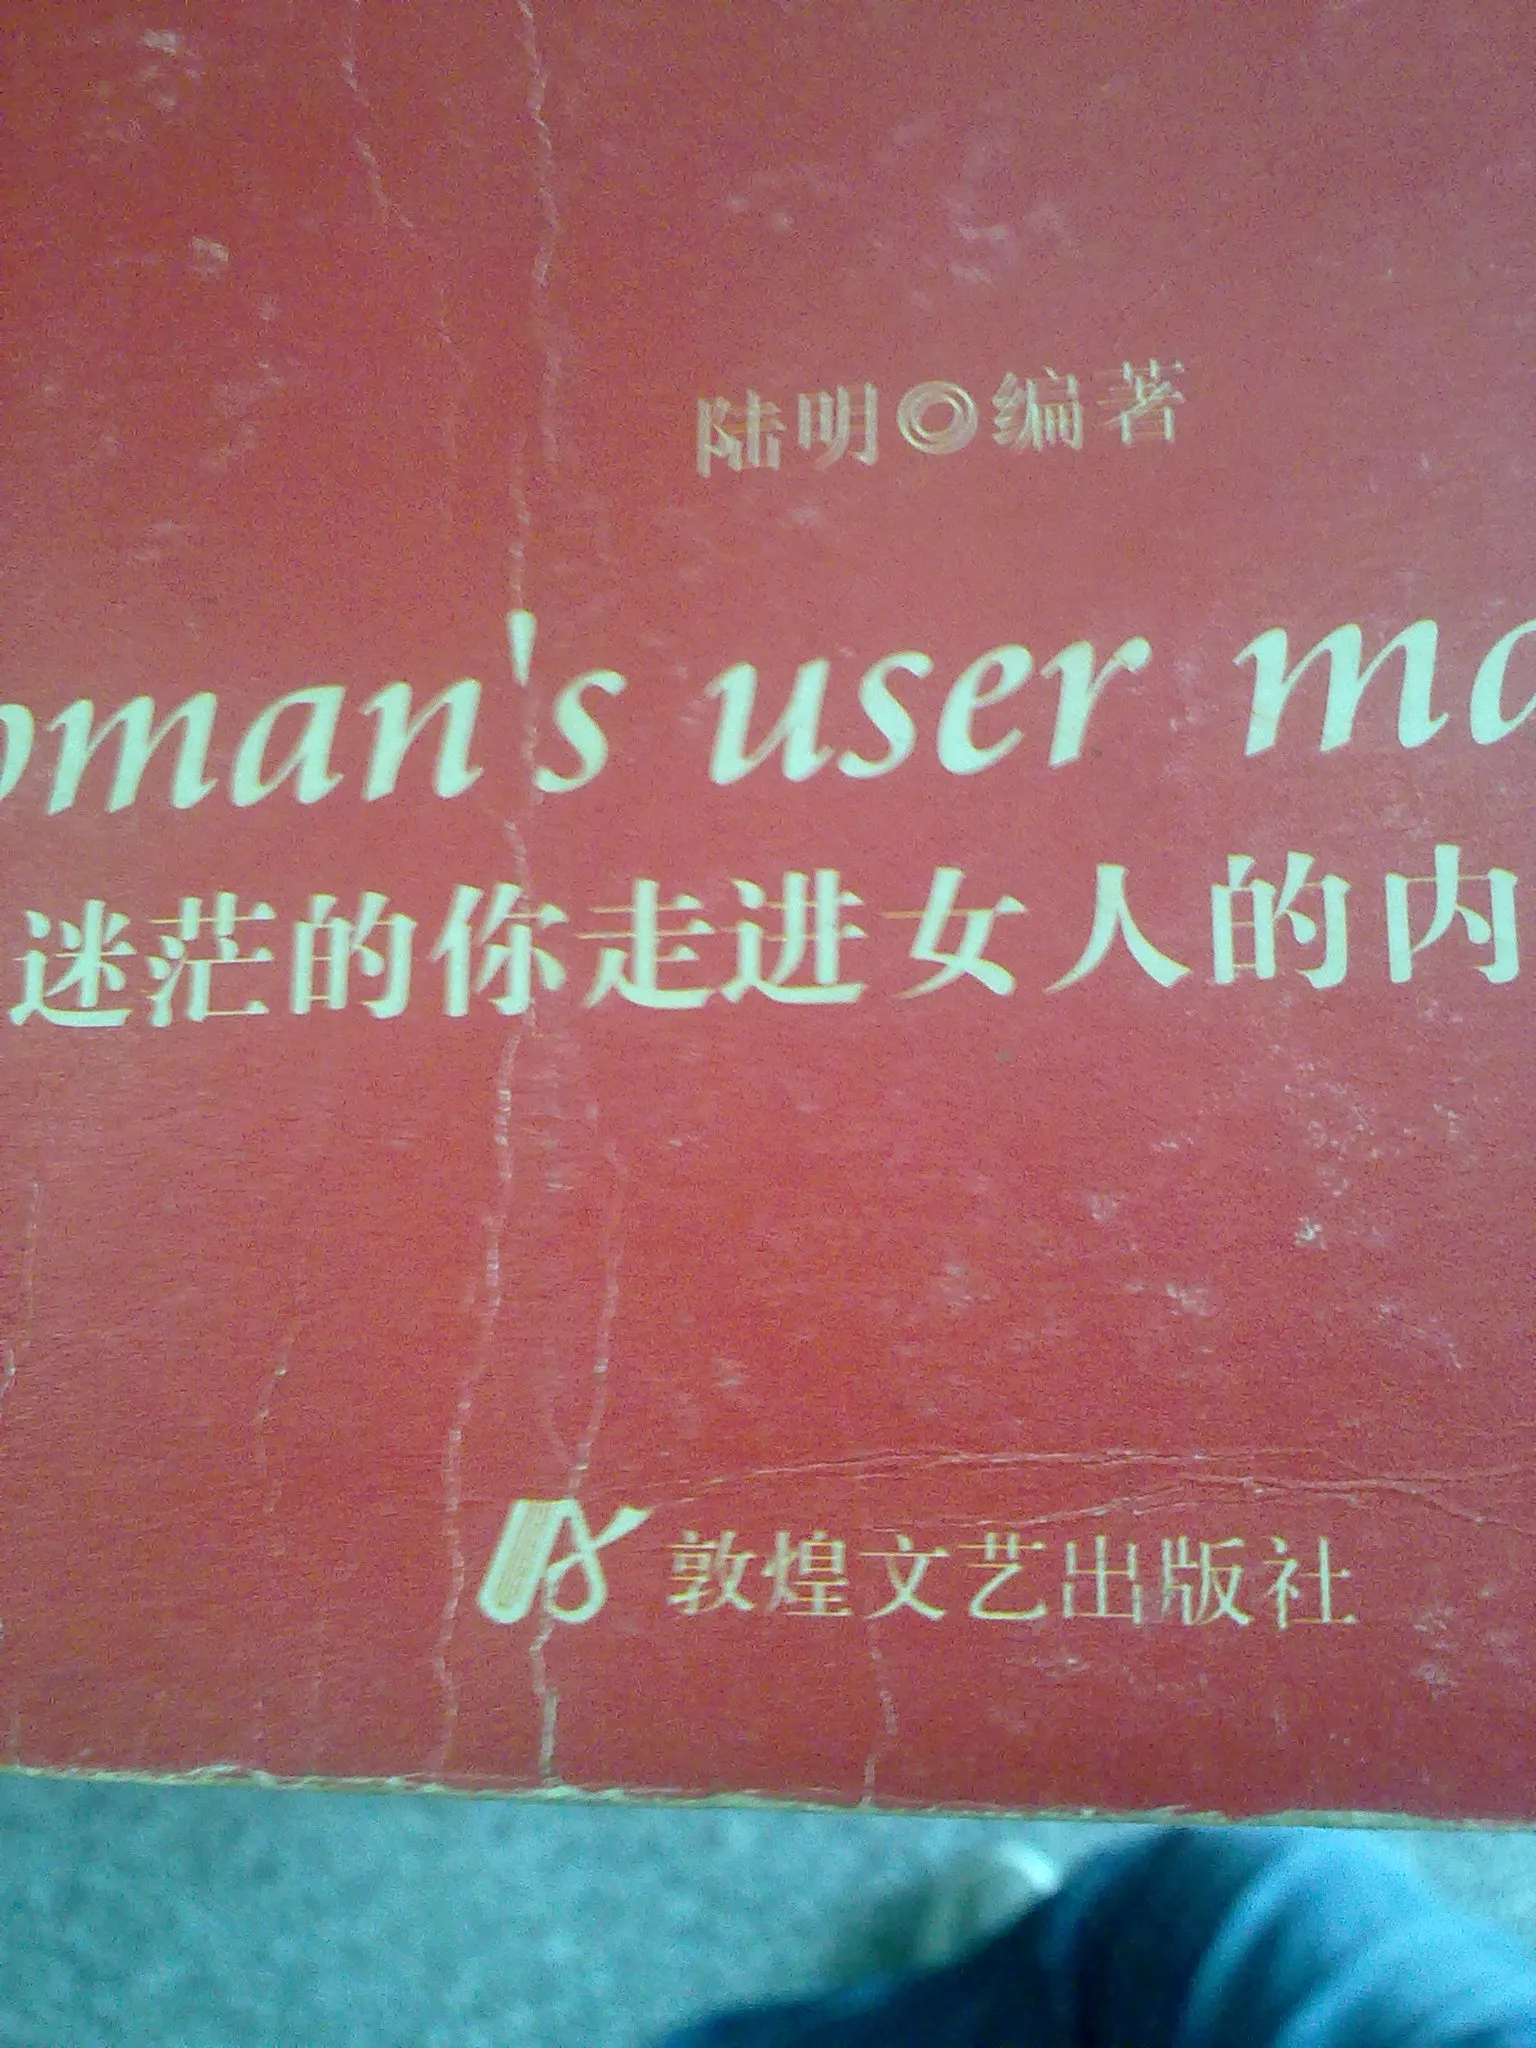 陆明◎编著
oman's user ma
迷茫的你走进女人的内
敦煌文艺出版社